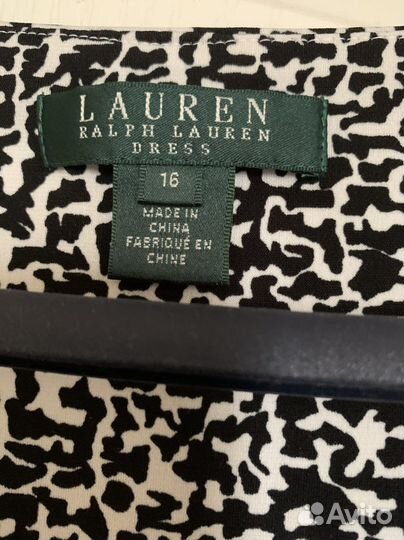 LAUREN
RALPH LAUREN
DRESS
16
MADE IN
CHINA
FABRIQUÉ EN
CHINE
Avito